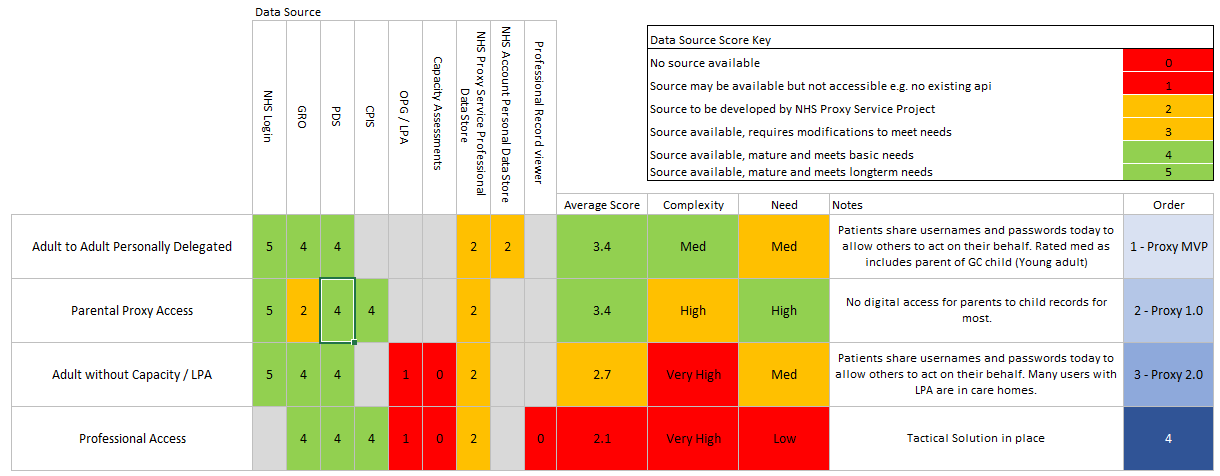 Data Source
NHS Login
GRO
PDS
CPIS
OPG / LPA
Capacity Assessments
NHS Proxy Service Professional
Data Store
NHS Account Personal Data Store
Professional Record viewer
Data Source Score Key
No source available 0
Source may be available but not accessible e.g. no existing api 1
Source to be developed by NHS Proxy Service Project 2
Source available, requires modifications to meet needs 3
Source available, mature and meets basic needs 4
Source available, mature and meets longterm needs 5
Average Score Complexity Need Notes Order
Adult to Adult Personally Delegated 5 4 4 2 2 3.4 Med Med
Patients share usernames and passwords today to
allow others to act on their behalf. Rated med as
includes parent of GC child (Young adult)
1 - Proxy MVP
Parental Proxy Access 5 2 4 4 2 3.4 High High
No digital access for parents to child records for
most.
2 - Proxy 1.0
Adult without Capacity / LPA 5 4 4 1 0 2 2.7 Very High Med
Patients share usernames and passwords today to
allow others to act on their behalf. Many users with
LPA are in care homes.
3 - Proxy 2.0
Professional Access 4 4 4 1 0 2 0 2.1 Very High Low
Tactical Solution in place
4